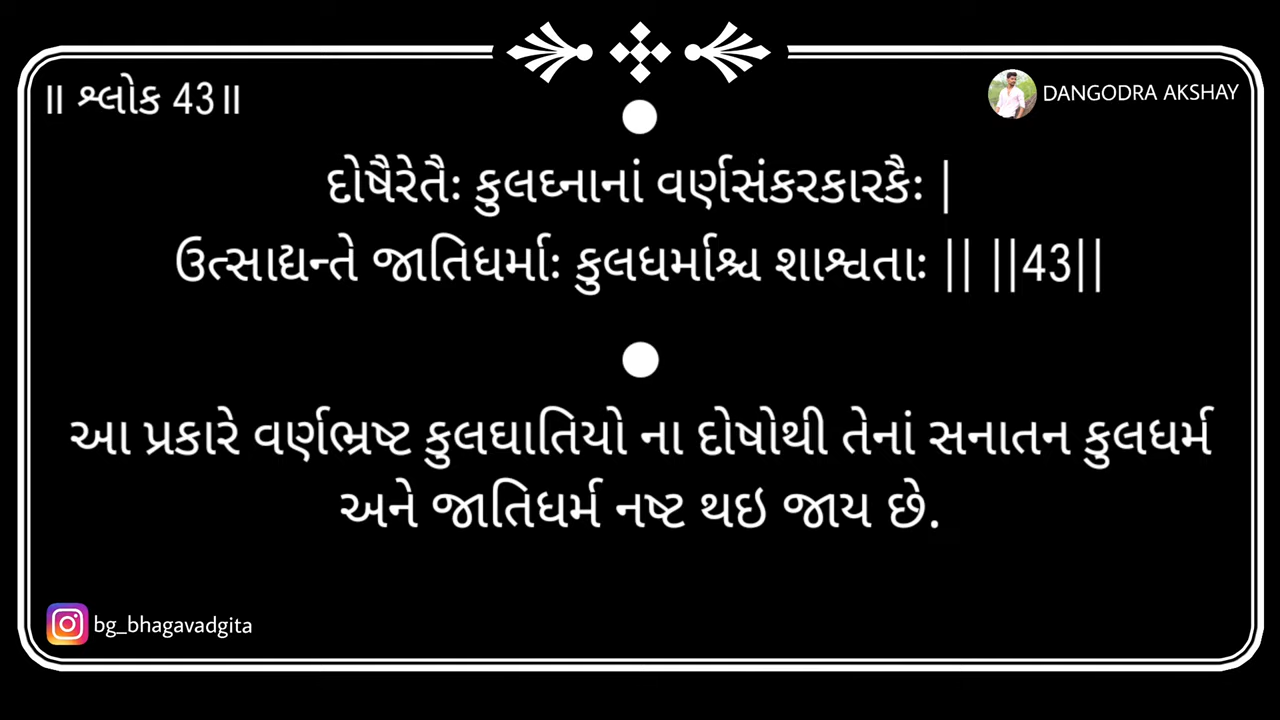 ॥ શ્લોક 43॥
DANGODRA AKSHAY
દોષૈરેતૈઃ કુલઘ્નાનાં વર્ણસંકરકારકૈઃ |
ઉત્સાદ્યન્તે જાતિધર્માઃ કુલધર્માશ્ચ શાશ્વતાઃ || ||43||
આ પ્રકારે વર્ણભ્રષ્ટ કુલઘાતિયો ના દોષોથી તેનાં સનાતન કુલધર્મ
અને જાતિધર્મ નષ્ટ થઇ જાય છે.
bg_bhagavadgita